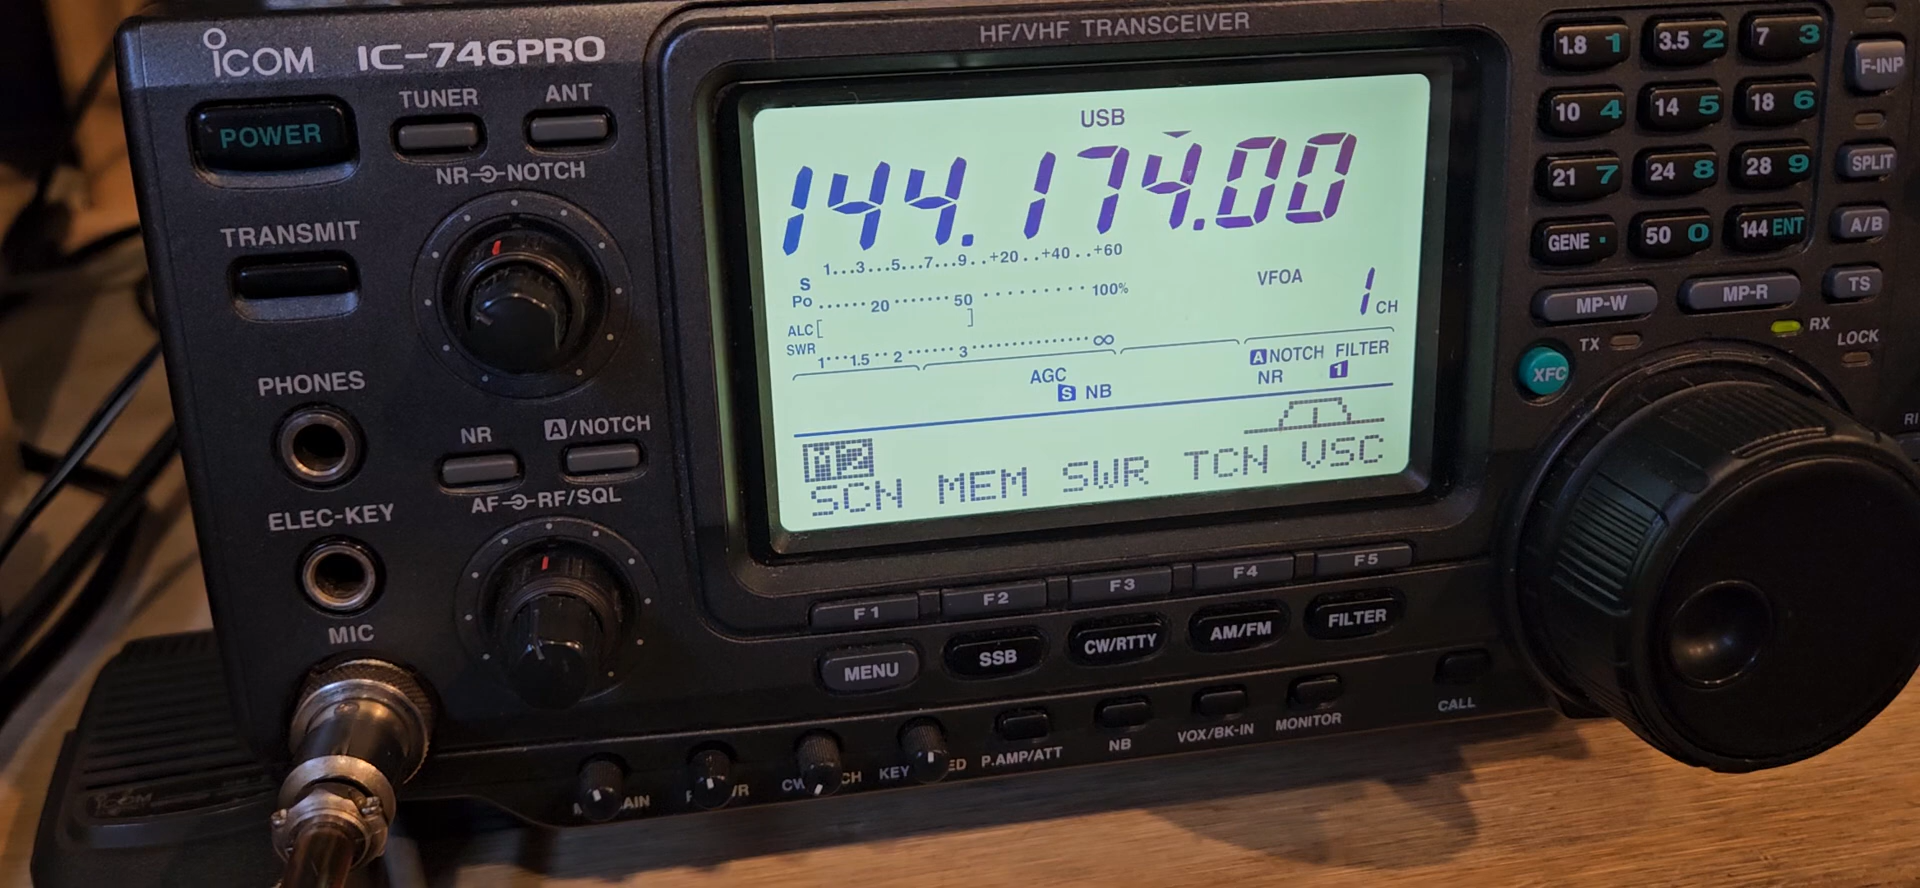 iCOM IC-746PRO
HF/VHF TRANSCEIVER
POWER
TUNER
ANT
NR NOTCH
TRANSMIT
PHONES
NR
A/NOTCH
AF RF/SQL
ELEC-KEY
MIC
USB
144.174.00
S 1...3...5...7...9..+20..+40..+60
Po 20 50 100%
ALC
SWR 1 1.5 2 3 ∞
VFOA
1 CH
AGC
S NB
A NOTCH FILTER
NR 1
M2
SCN MEM SWR TCN VSC
F1 F2 F3 F4 F5
MENU SSB CW/RTTY AM/FM FILTER
P.AMP/ATT NB VOX/BK-IN MONITOR
CALL
KEY
1.8 1 3.5 2 7 3
10 4 14 5 18 6
21 7 24 8 28 9
GENE . 50 0 144 ENT
F-INP
SPLIT
A/B
MP-W MP-R TS
TX RX LOCK
XFC